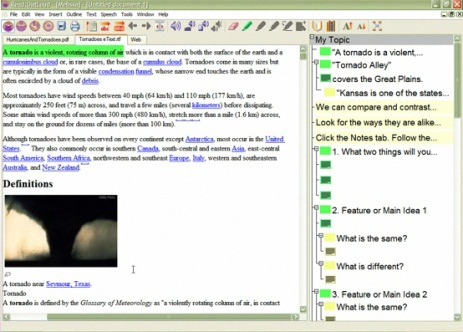 Read:OutLoud - [Webwu] - [Untitled document 1]
File Edit View Insert Outline Text Speech Tools Window Help
HurricanesAndTornadoes.pdf Tornadoes eText.rtf Web
A tornado is a violent, rotating column of air which is in contact with both the surface of the earth and a
cumulonimbus cloud or, in rare cases, the base of a cumulus cloud. Tornadoes come in many sizes but
are typically in the form of a visible condensation funnel, whose narrow end touches the earth and is
often encircled by a cloud of debris.
Most tornadoes have wind speeds between 40 mph (64 km/h) and 110 mph (177 km/h), are
approximately 250 feet (75 m) across, and travel a few miles (several kilometers) before dissipating.
Some attain wind speeds of more than 300 mph (480 km/h), stretch more than a mile (1.6 km) across,
and stay on the ground for dozens of miles (more than 100 km).
Although tornadoes have been observed on every continent except Antarctica, most occur in the United
States. They also commonly occur in southern Canada, south-central and eastern Asia, east-central
South America, Southern Africa, northwestern and southeast Europe, Italy, western and southeastern
Australia, and New Zealand.
Definitions
A tornado near Seymour, Texas.
Tornado
A tornado is defined by the Glossary of Meteorology as "a violently rotating column of air, in contact
My Topic
"A tornado is a violent,...
"Tornado Alley"
covers the Great Plains.
"Kansas is one of the states...
We can compare and contrast...
Look for the ways they are alike...
Click the Notes tab. Follow the...
1. What two things will you...
2. Feature or Main Idea 1
What is the same?
What is different?
3. Feature or Main Idea 2
What is the same?